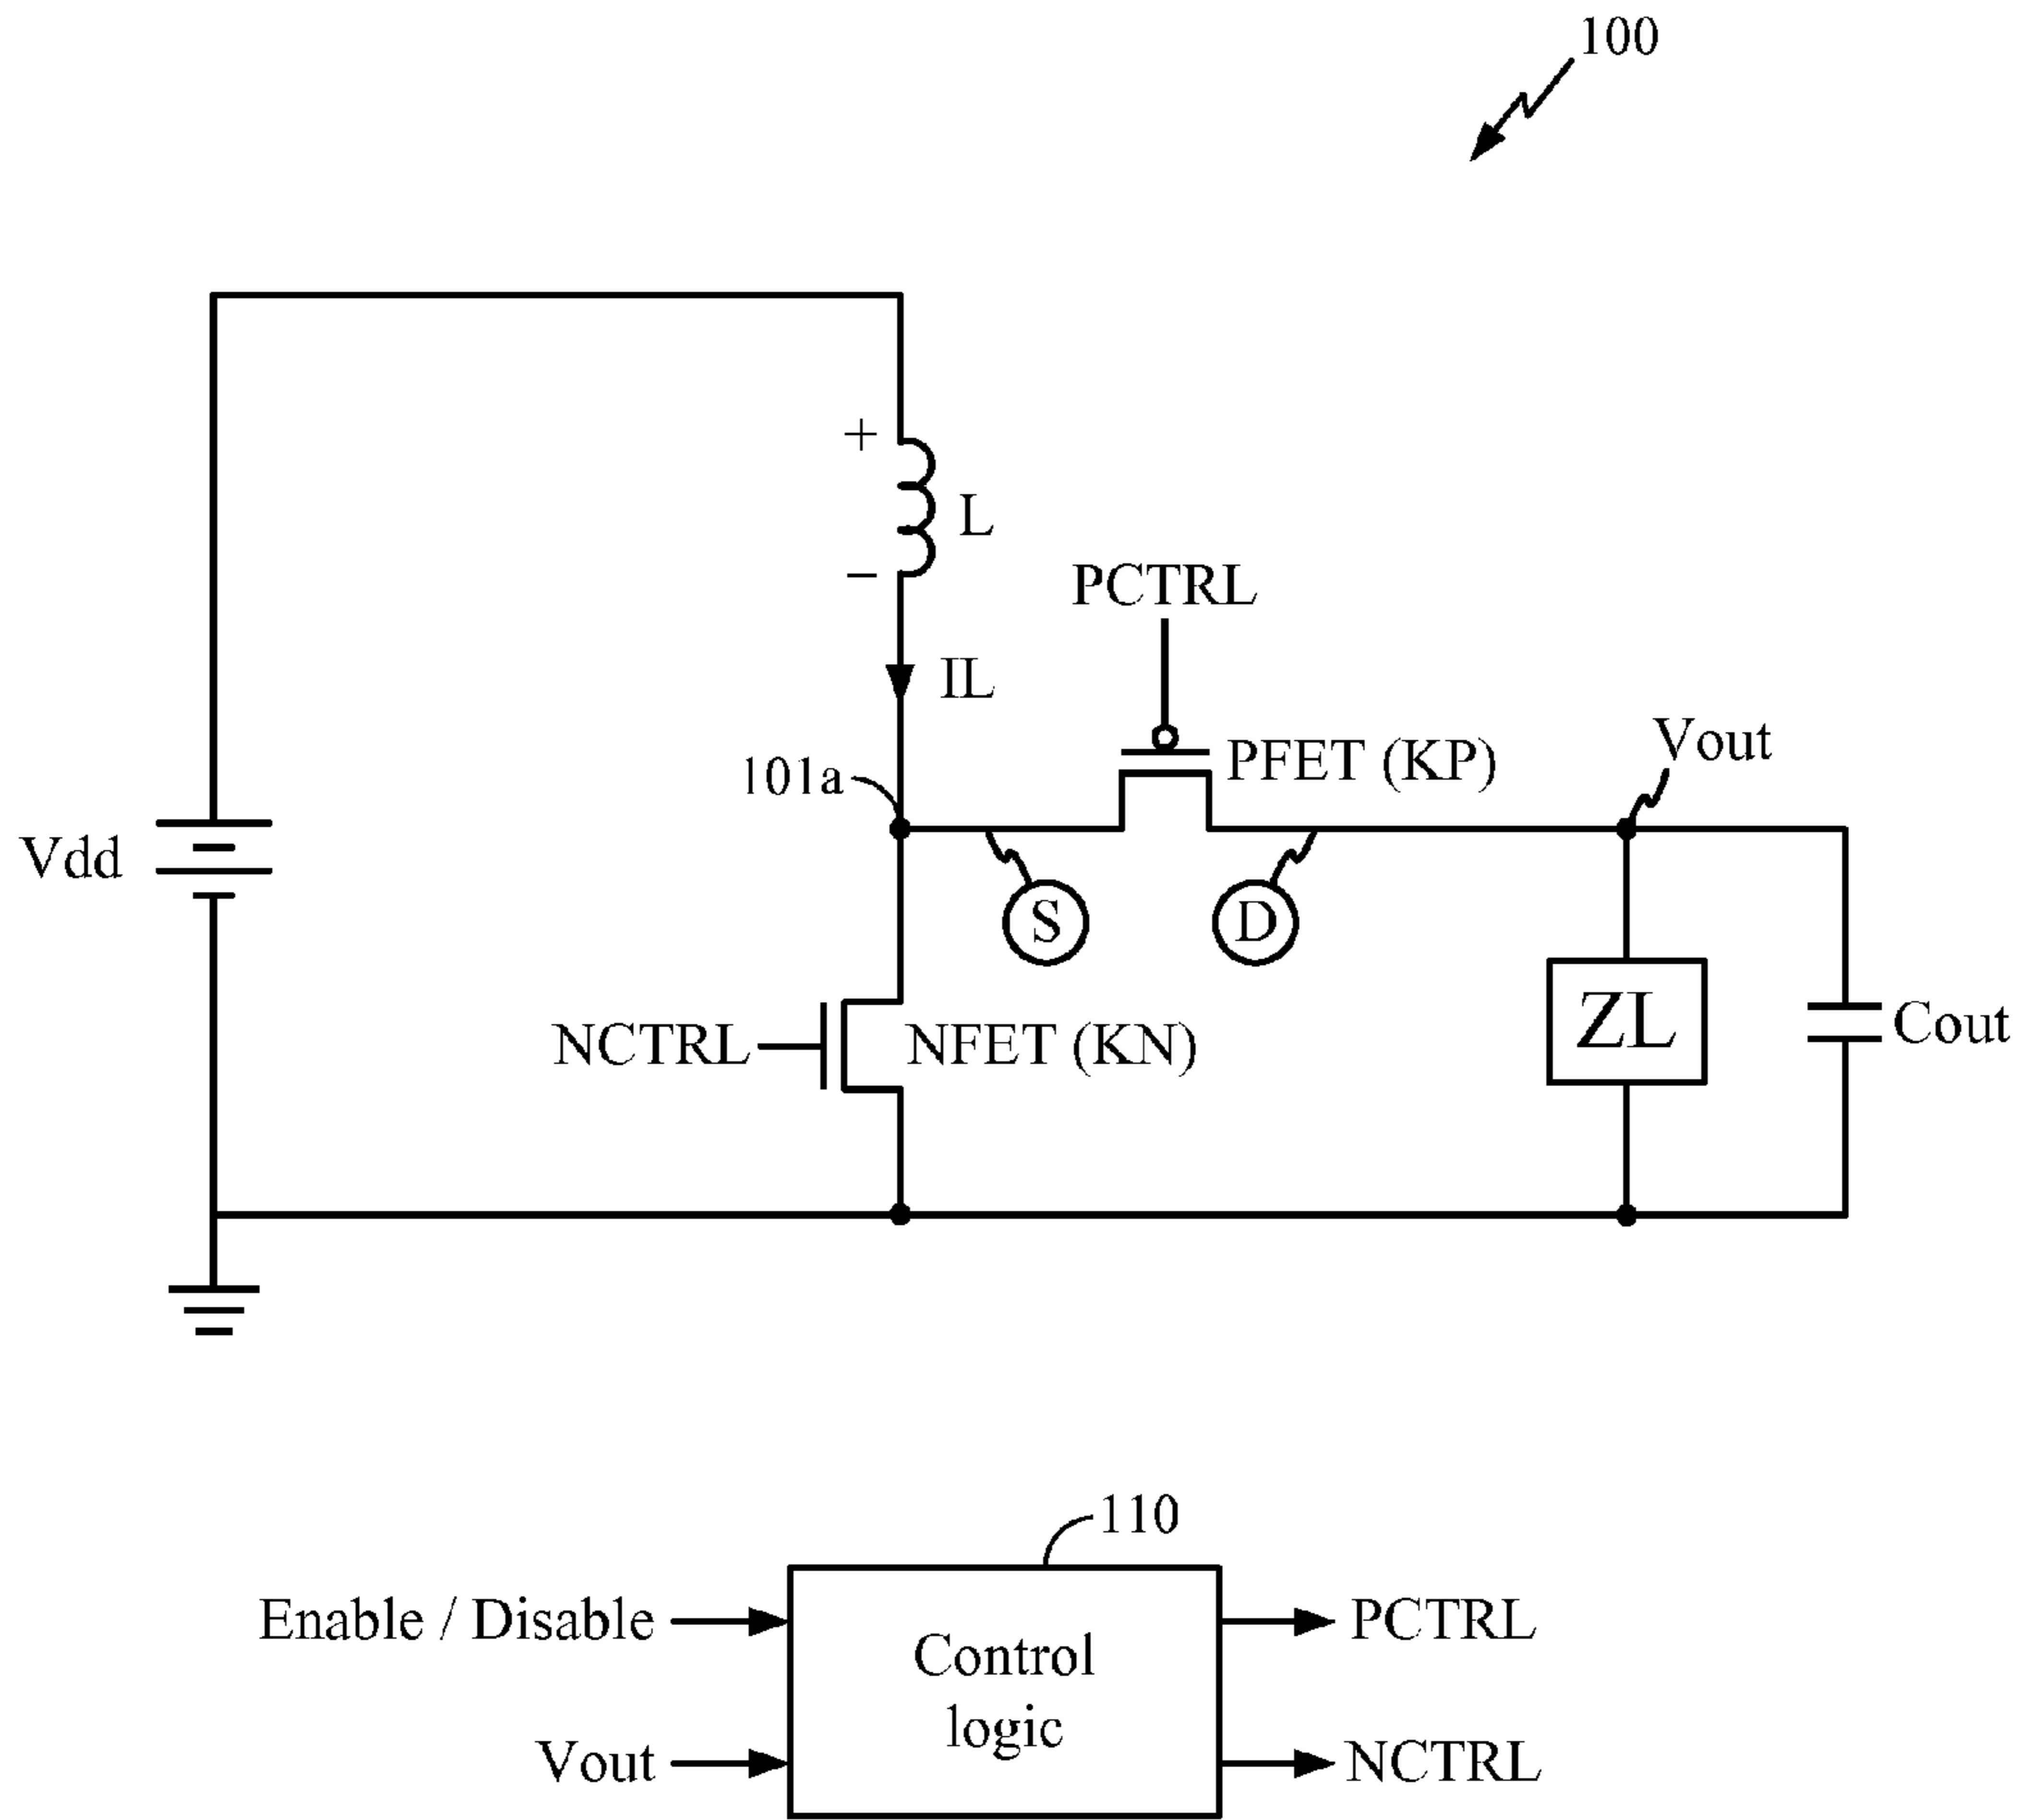 100
+
L
−
PCTRL
IL
PFET (KP)
Vout
101a
Vdd
S
D
ZL
Cout
NCTRL
NFET (KN)
110
Enable / Disable
Control
logic
PCTRL
Vout
NCTRL